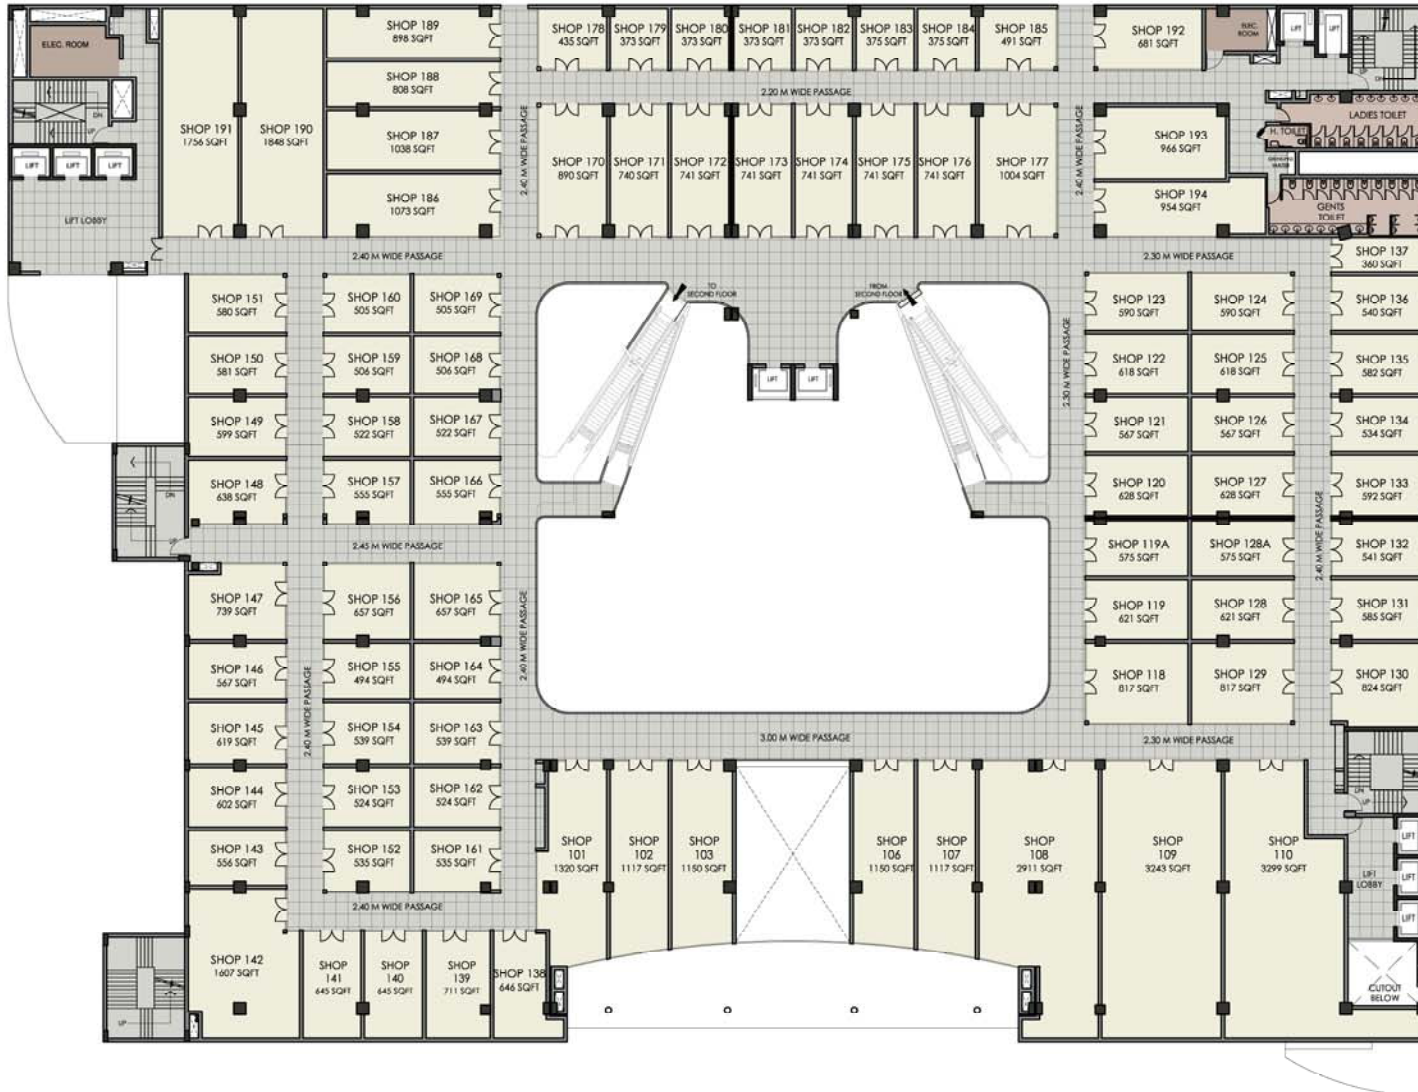 ELEC. ROOM
DN
UP
LIFT
LIFT
LIFT
LIFT LOBBY
SHOP 191
1756 SQFT
SHOP 190
1848 SQFT
SHOP 189
898 SQFT
SHOP 188
808 SQFT
SHOP 187
1038 SQFT
SHOP 186
1073 SQFT
2.40 M WIDE PASSAGE
SHOP 178
435 SQFT
SHOP 179
373 SQFT
SHOP 180
373 SQFT
SHOP 181
373 SQFT
SHOP 182
373 SQFT
SHOP 183
375 SQFT
SHOP 184
375 SQFT
SHOP 185
491 SQFT
2.20 M WIDE PASSAGE
SHOP 170
890 SQFT
SHOP 171
740 SQFT
SHOP 172
741 SQFT
SHOP 173
741 SQFT
SHOP 174
741 SQFT
SHOP 175
741 SQFT
SHOP 176
741 SQFT
SHOP 177
1004 SQFT
2.40 M WIDE PASSAGE
SHOP 192
681 SQFT
ELEC.
ROOM
LIFT
LIFT
UP
DN
SHOP 193
966 SQFT
SHOP 194
954 SQFT
H. TOILET
LADIES TOILET
WATER
GENTS
TOILET
2.40 M WIDE PASSAGE
2.30 M WIDE PASSAGE
SHOP 137
360 SQFT
SHOP 151
580 SQFT
SHOP 160
505 SQFT
SHOP 169
505 SQFT
TO
SECOND FLOOR
FROM
SECOND FLOOR
LIFT
LIFT
2.30 M WIDE PASSAGE
SHOP 123
590 SQFT
SHOP 124
590 SQFT
SHOP 136
540 SQFT
SHOP 150
581 SQFT
SHOP 159
506 SQFT
SHOP 168
506 SQFT
SHOP 122
618 SQFT
SHOP 125
618 SQFT
SHOP 135
582 SQFT
SHOP 149
599 SQFT
SHOP 158
522 SQFT
SHOP 167
522 SQFT
SHOP 121
567 SQFT
SHOP 126
567 SQFT
SHOP 134
534 SQFT
SHOP 148
638 SQFT
SHOP 157
555 SQFT
SHOP 166
555 SQFT
SHOP 120
628 SQFT
SHOP 127
628 SQFT
SHOP 133
592 SQFT
DN
UP
2.45 M WIDE PASSAGE
2.40 M WIDE PASSAGE
SHOP 119A
575 SQFT
SHOP 128A
575 SQFT
SHOP 132
541 SQFT
SHOP 147
739 SQFT
SHOP 156
657 SQFT
SHOP 165
657 SQFT
2.40 M WIDE PASSAGE
SHOP 119
621 SQFT
SHOP 128
621 SQFT
SHOP 131
585 SQFT
SHOP 146
567 SQFT
SHOP 155
494 SQFT
SHOP 164
494 SQFT
SHOP 118
817 SQFT
SHOP 129
817 SQFT
SHOP 130
824 SQFT
2.40 M WIDE PASSAGE
SHOP 145
619 SQFT
SHOP 154
539 SQFT
SHOP 163
539 SQFT
3.00 M WIDE PASSAGE
2.30 M WIDE PASSAGE
SHOP 144
602 SQFT
SHOP 153
524 SQFT
SHOP 162
524 SQFT
DN
UP
SHOP 143
556 SQFT
SHOP 152
535 SQFT
SHOP 161
535 SQFT
SHOP
101
1320 SQFT
SHOP
102
1117 SQFT
SHOP
103
1150 SQFT
SHOP
106
1150 SQFT
SHOP
107
1117 SQFT
SHOP
108
2911 SQFT
SHOP
109
3243 SQFT
SHOP
110
3299 SQFT
LIFT
LOBBY
LIFT
LIFT
LIFT
2.40 M WIDE PASSAGE
SHOP 142
1607 SQFT
SHOP
141
645 SQFT
SHOP
140
645 SQFT
SHOP
139
711 SQFT
SHOP 138
646 SQFT
CUTOUT
BELOW
UP